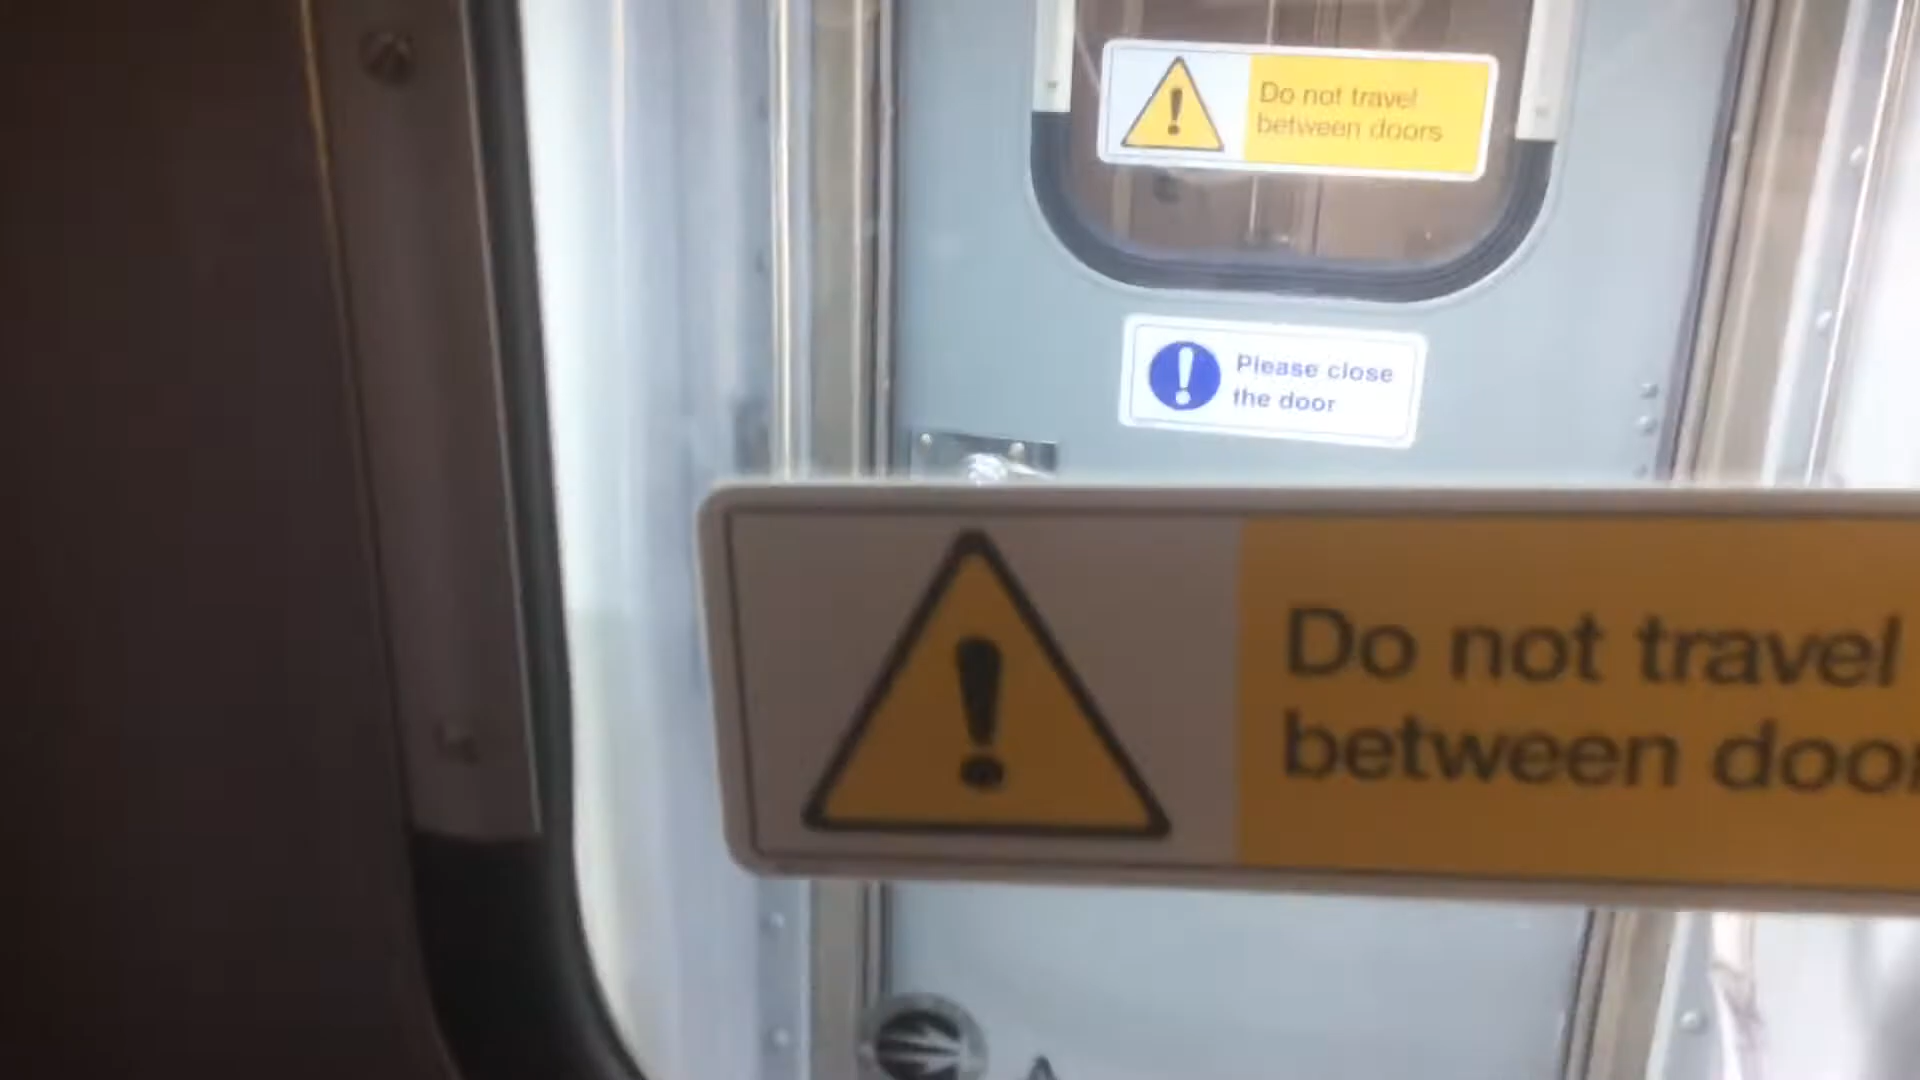 Do not travel
between doors
Please close
the door
Do not travel
between door